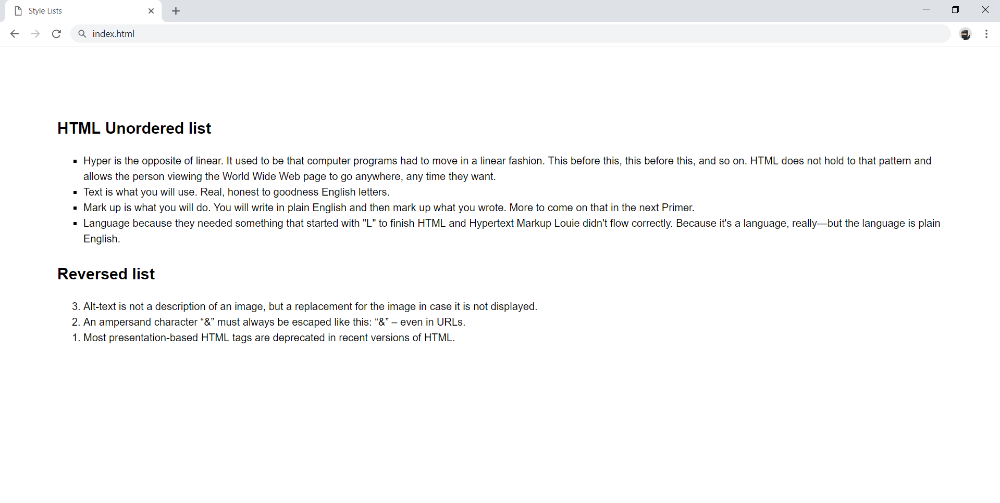 Style Lists
index.html
HTML Unordered list
Hyper is the opposite of linear. It used to be that computer programs had to move in a linear fashion. This before this, this before this, and so on. HTML does not hold to that pattern and
allows the person viewing the World Wide Web page to go anywhere, any time they want.
Text is what you will use. Real, honest to goodness English letters.
Mark up is what you will do. You will write in plain English and then mark up what you wrote. More to come on that in the next Primer.
Language because they needed something that started with "L" to finish HTML and Hypertext Markup Louie didn't flow correctly. Because it's a language, really—but the language is plain
English.
Reversed list
3. Alt-text is not a description of an image, but a replacement for the image in case it is not displayed.
2. An ampersand character “&” must always be escaped like this: “&” – even in URLs.
1. Most presentation-based HTML tags are deprecated in recent versions of HTML.